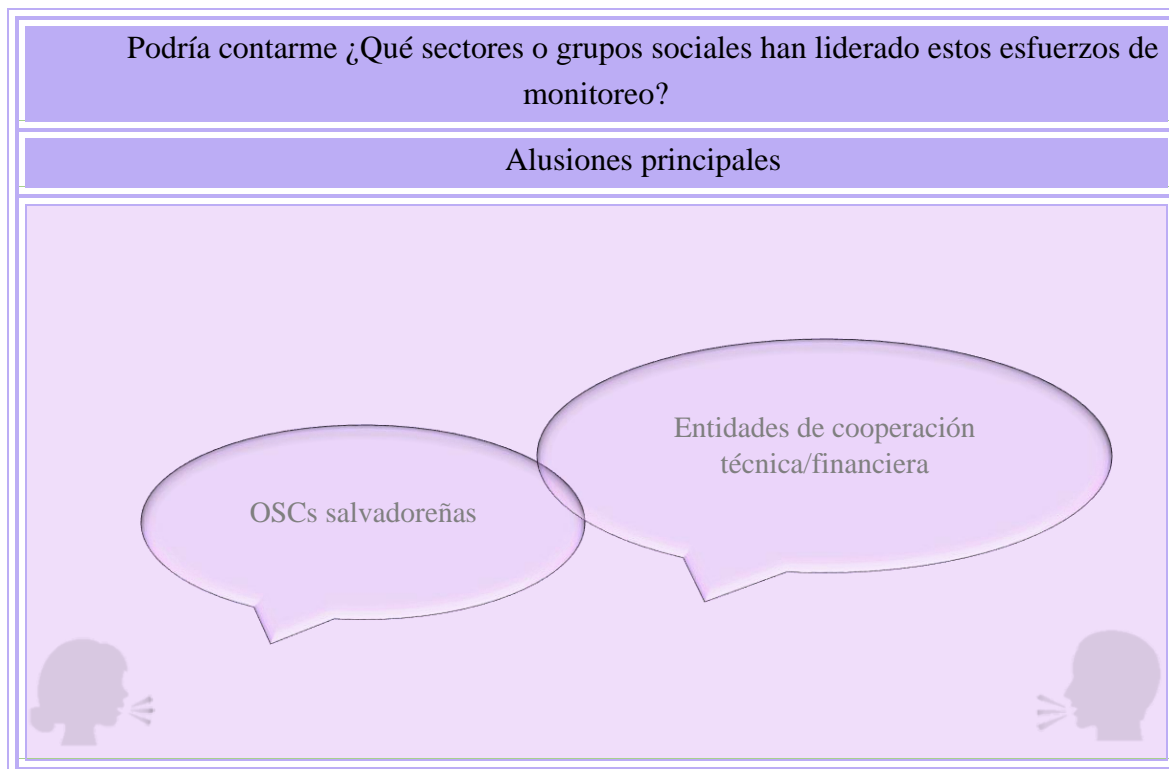 Podría contarme ¿Qué sectores o grupos sociales han liderado estos esfuerzos de
monitoreo?
Alusiones principales
Entidades de cooperación
técnica/financiera
OSCs salvadoreñas